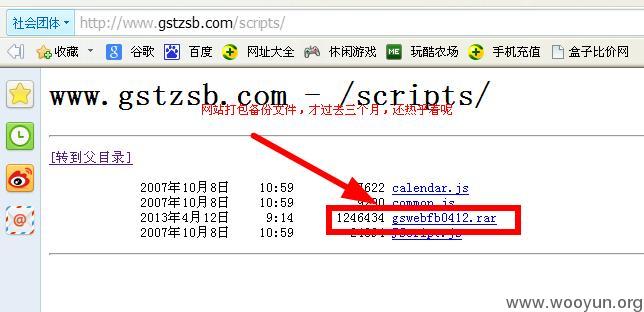 社会团体 http://www.gstzsb.com/scripts/
收藏 谷歌 百度 网址大全 休闲游戏 玩酷农场 手机充值 盒子比价网
www.gstzsb.com - /scripts/
网站打包备份文件，才过去三个月，还热乎着呢
[转到父目录]
2007年10月8日 10:59 7622 calendar.js
2007年10月8日 10:59 common.js
2013年4月12日 9:14 1246434 gswebfb0412.rar
2007年10月8日 10:59 JScript.js
www.wooyun.org